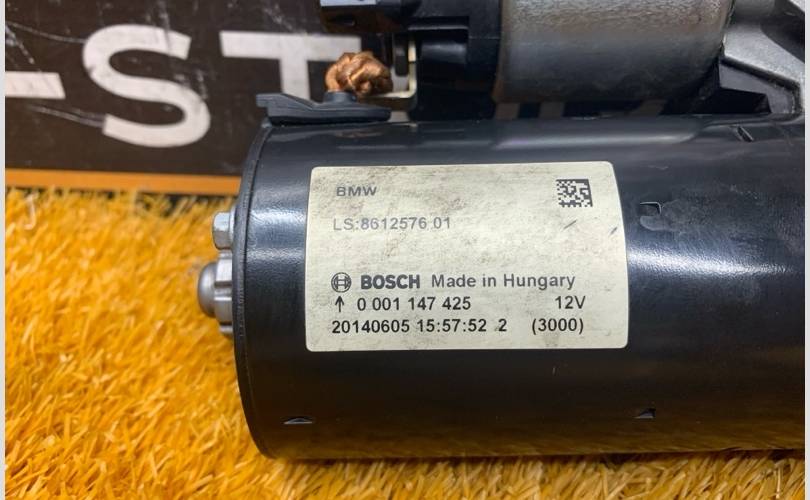 -ST
BMW
LS:8612576 01
BOSCH Made in Hungary
↑ 0 001 147 425 12V
20140605 15:57:52 2 (3000)